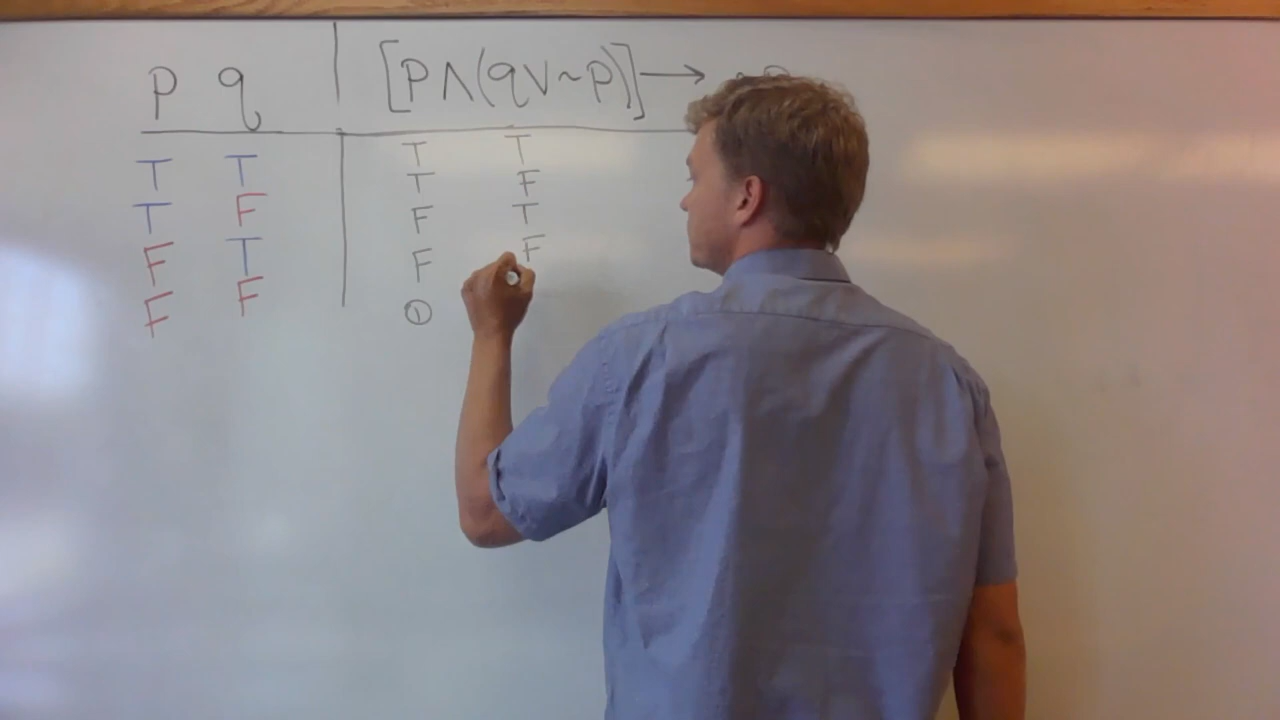 p q [p∧(q∨~p)]→
T T T T
T F T F
F T F T
F F F F
①